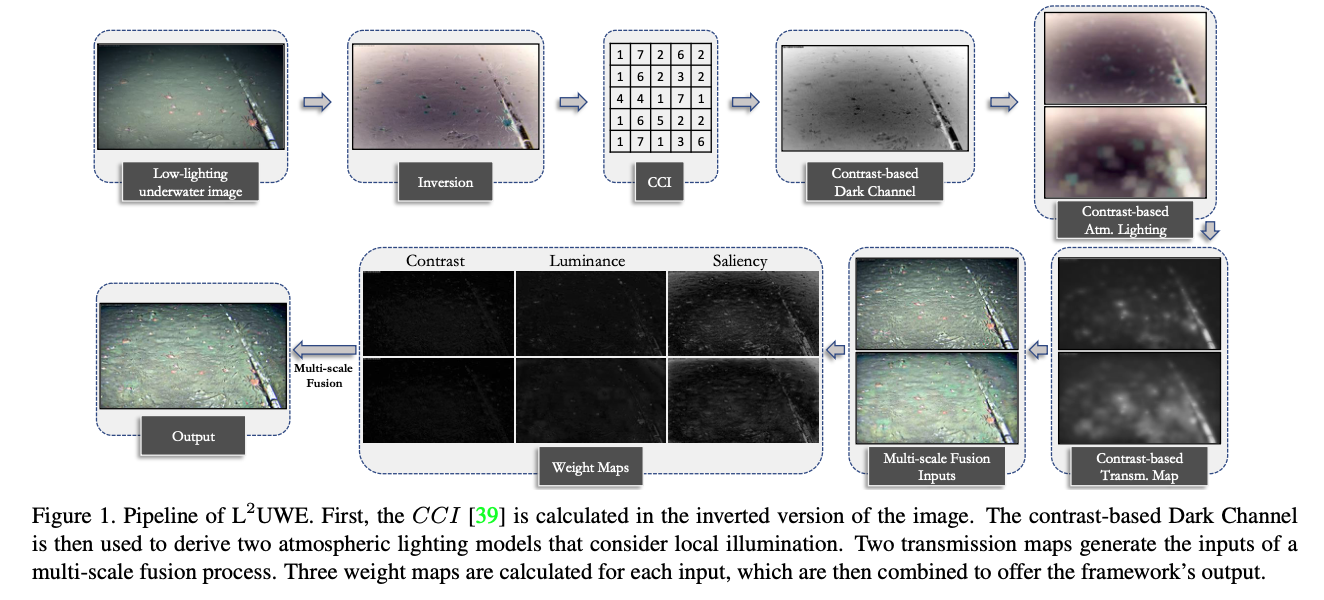 Low-lighting
underwater image
Inversion
1 7 2 6 2
1 6 2 3 2
4 4 1 7 1
1 6 5 2 2
1 7 1 3 6
CCI
Contrast-based
Dark Channel
Contrast-based
Atm. Lighting
Contrast-based
Transm. Map
Multi-scale Fusion
Inputs
Contrast
Luminance
Saliency
Weight Maps
Multi-scale
Fusion
Output
Figure 1. Pipeline of L²UWE. First, the CCI [39] is calculated in the inverted version of the image. The contrast-based Dark Channel
is then used to derive two atmospheric lighting models that consider local illumination. Two transmission maps generate the inputs of a
multi-scale fusion process. Three weight maps are calculated for each input, which are then combined to offer the framework's output.